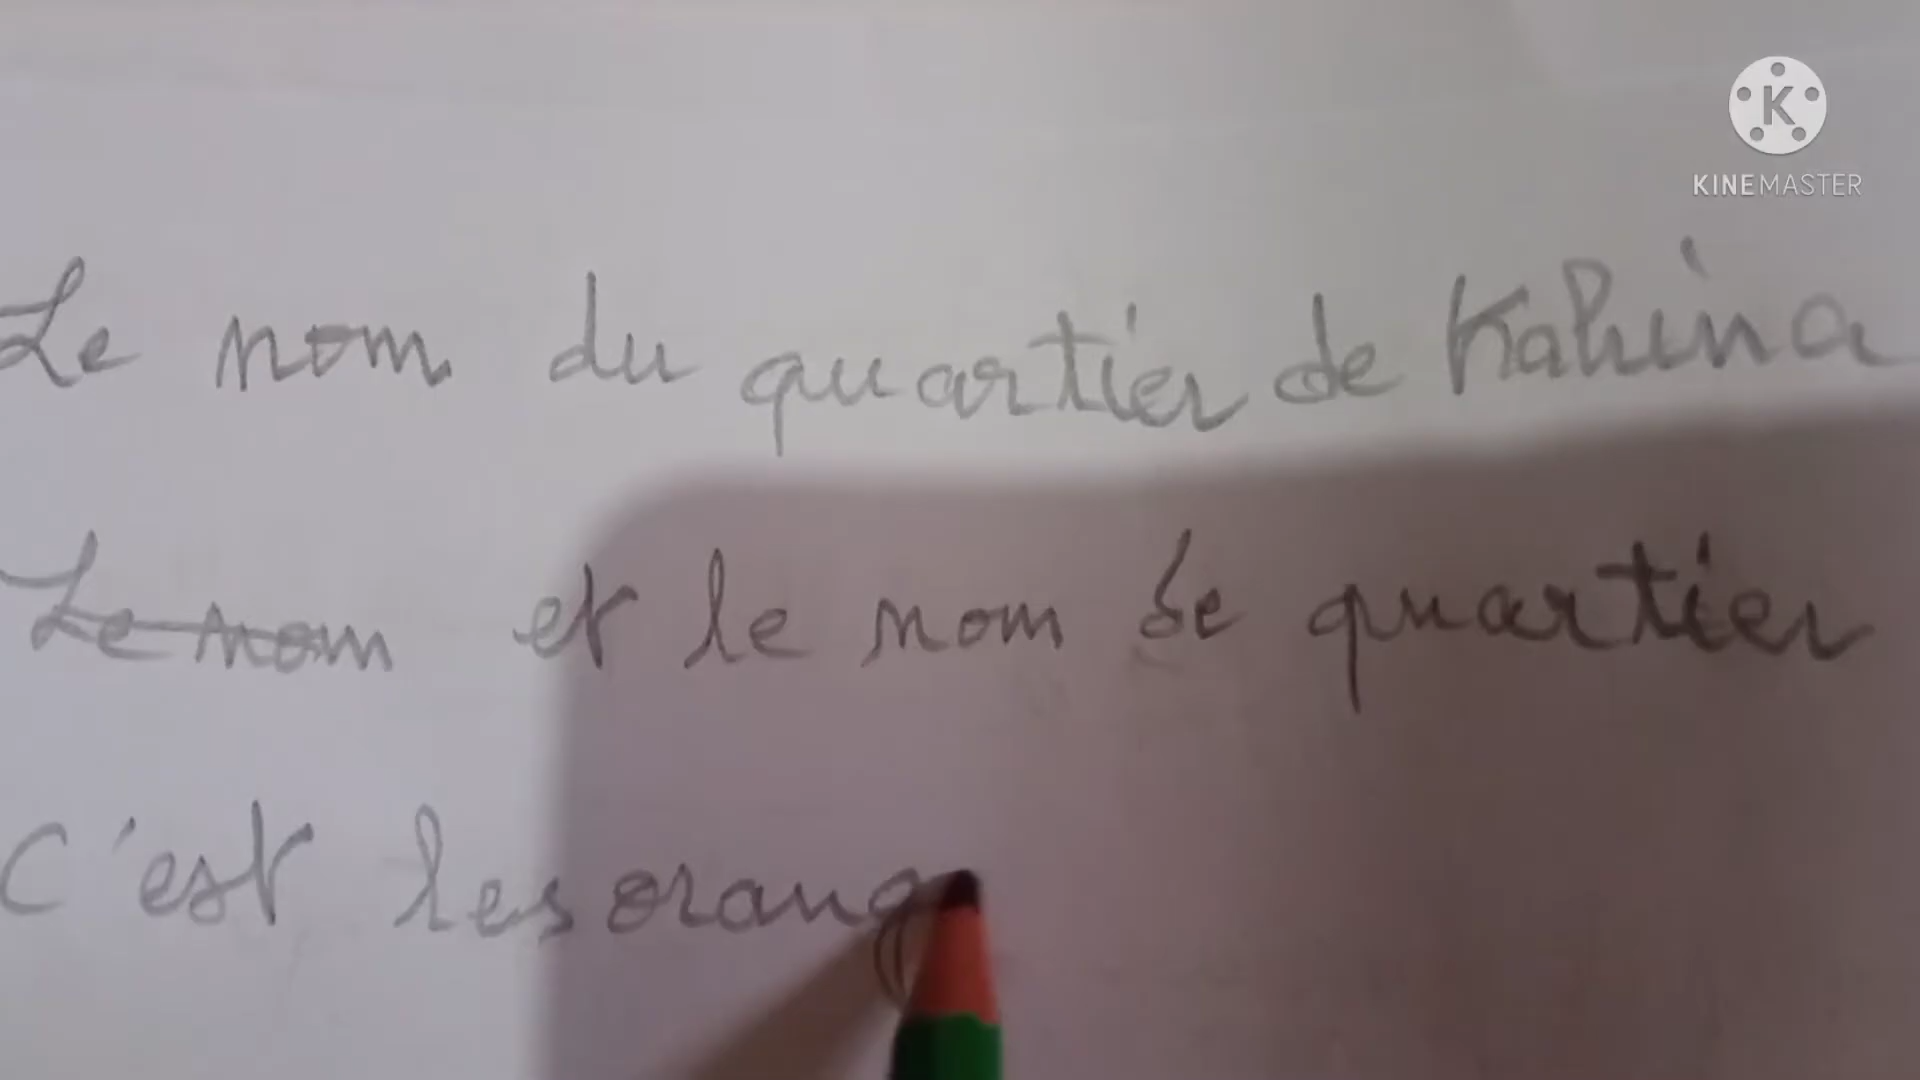 KINEMASTER
Le nom du quartier de Kahina
Le nom et le nom de quartier
C'est les orang